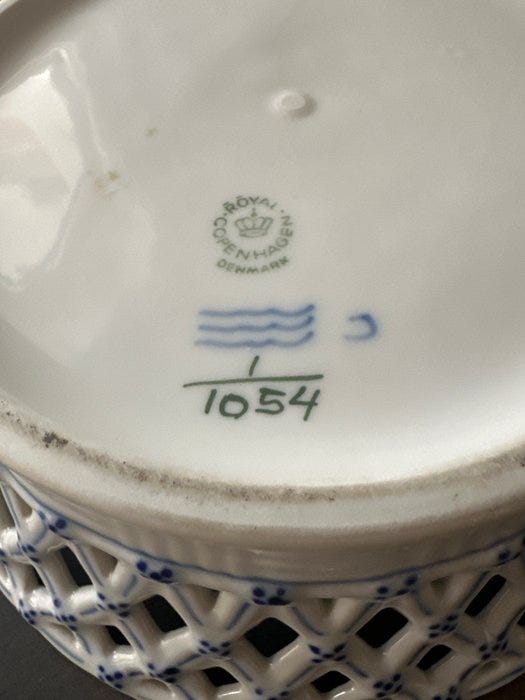 ROYAL
COPENHAGEN
DENMARK
1
1054